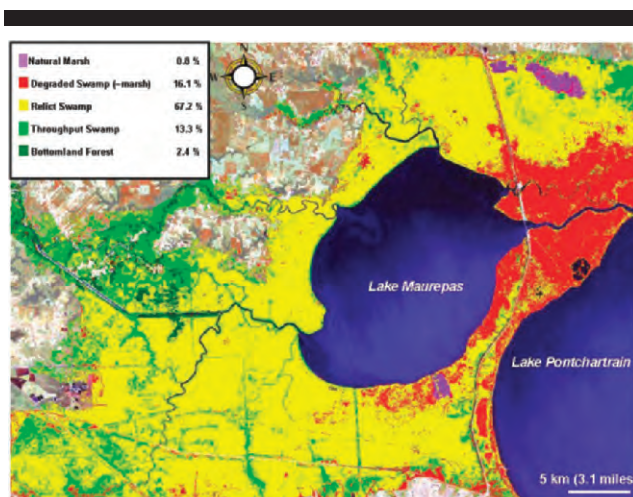 Natural Marsh 0.8 %
Degraded Swamp (~marsh) 16.1 %
Relict Swamp 67.2 %
Throughput Swamp 13.3 %
Bottomland Forest 2.4 %
N
W E
S
Lake Maurepas
Lake Pontchartrain
5 km (3.1 miles